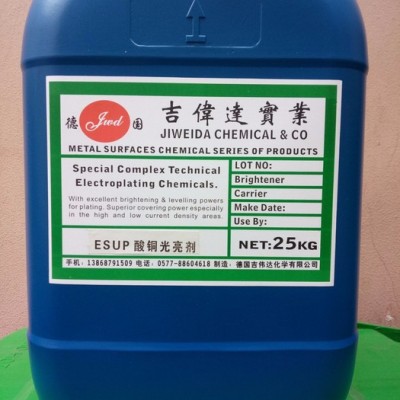 德 Jwd 国
吉偉達實業
JIWEIDA CHEMICAL & CO
METAL SURFACES CHEMICAL SERIES OF PRODUCTS
Special Complex Technical
Electroplating Chemicals.
With excellent brightening & levelling powers
for plating. Superior covering power especially
in the high and low current density areas.
LOT NO:
Brightener
Carrier
Make Date:
Use By:
ESUP 酸铜光亮剂
NET:25KG
手机: 13868791509 电话: 0577-88604618 制造: 德国吉伟达化学有限公司